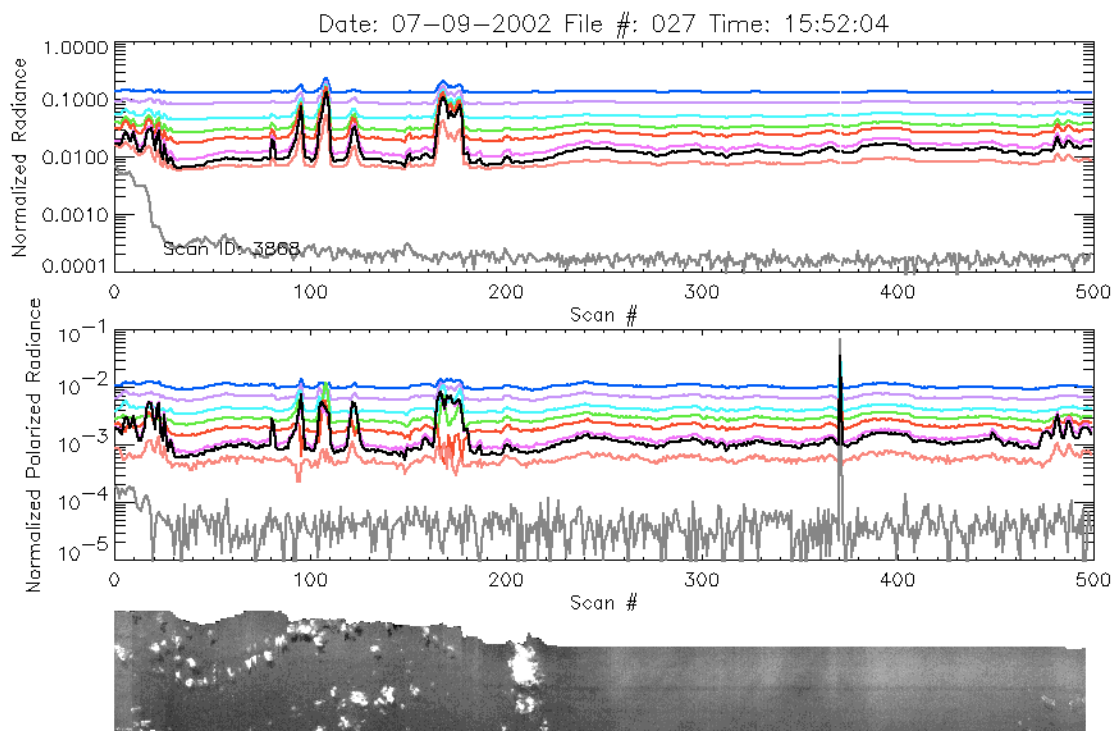 Date: 07-09-2002 File #: 027 Time: 15:52:04
Normalized Radiance
1.0000
0.1000
0.0100
0.0010
0.0001
Scan ID: 3868
0 100 200 300 400 500
Scan #
Normalized Polarized Radiance
10-1
10-2
10-3
10-4
10-5
0 100 200 300 400 500
Scan #